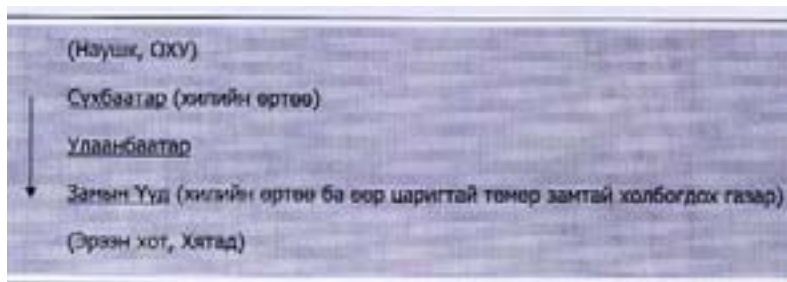 (Наушк, ОХУ)
Сүхбаатар (хилийн өртөө)
Улаанбаатар
Замын Үүд (хилийн өртөө ба өөр царигтай төмөр замтай холбогдох газар)
(Эрээн хот, Хятад)